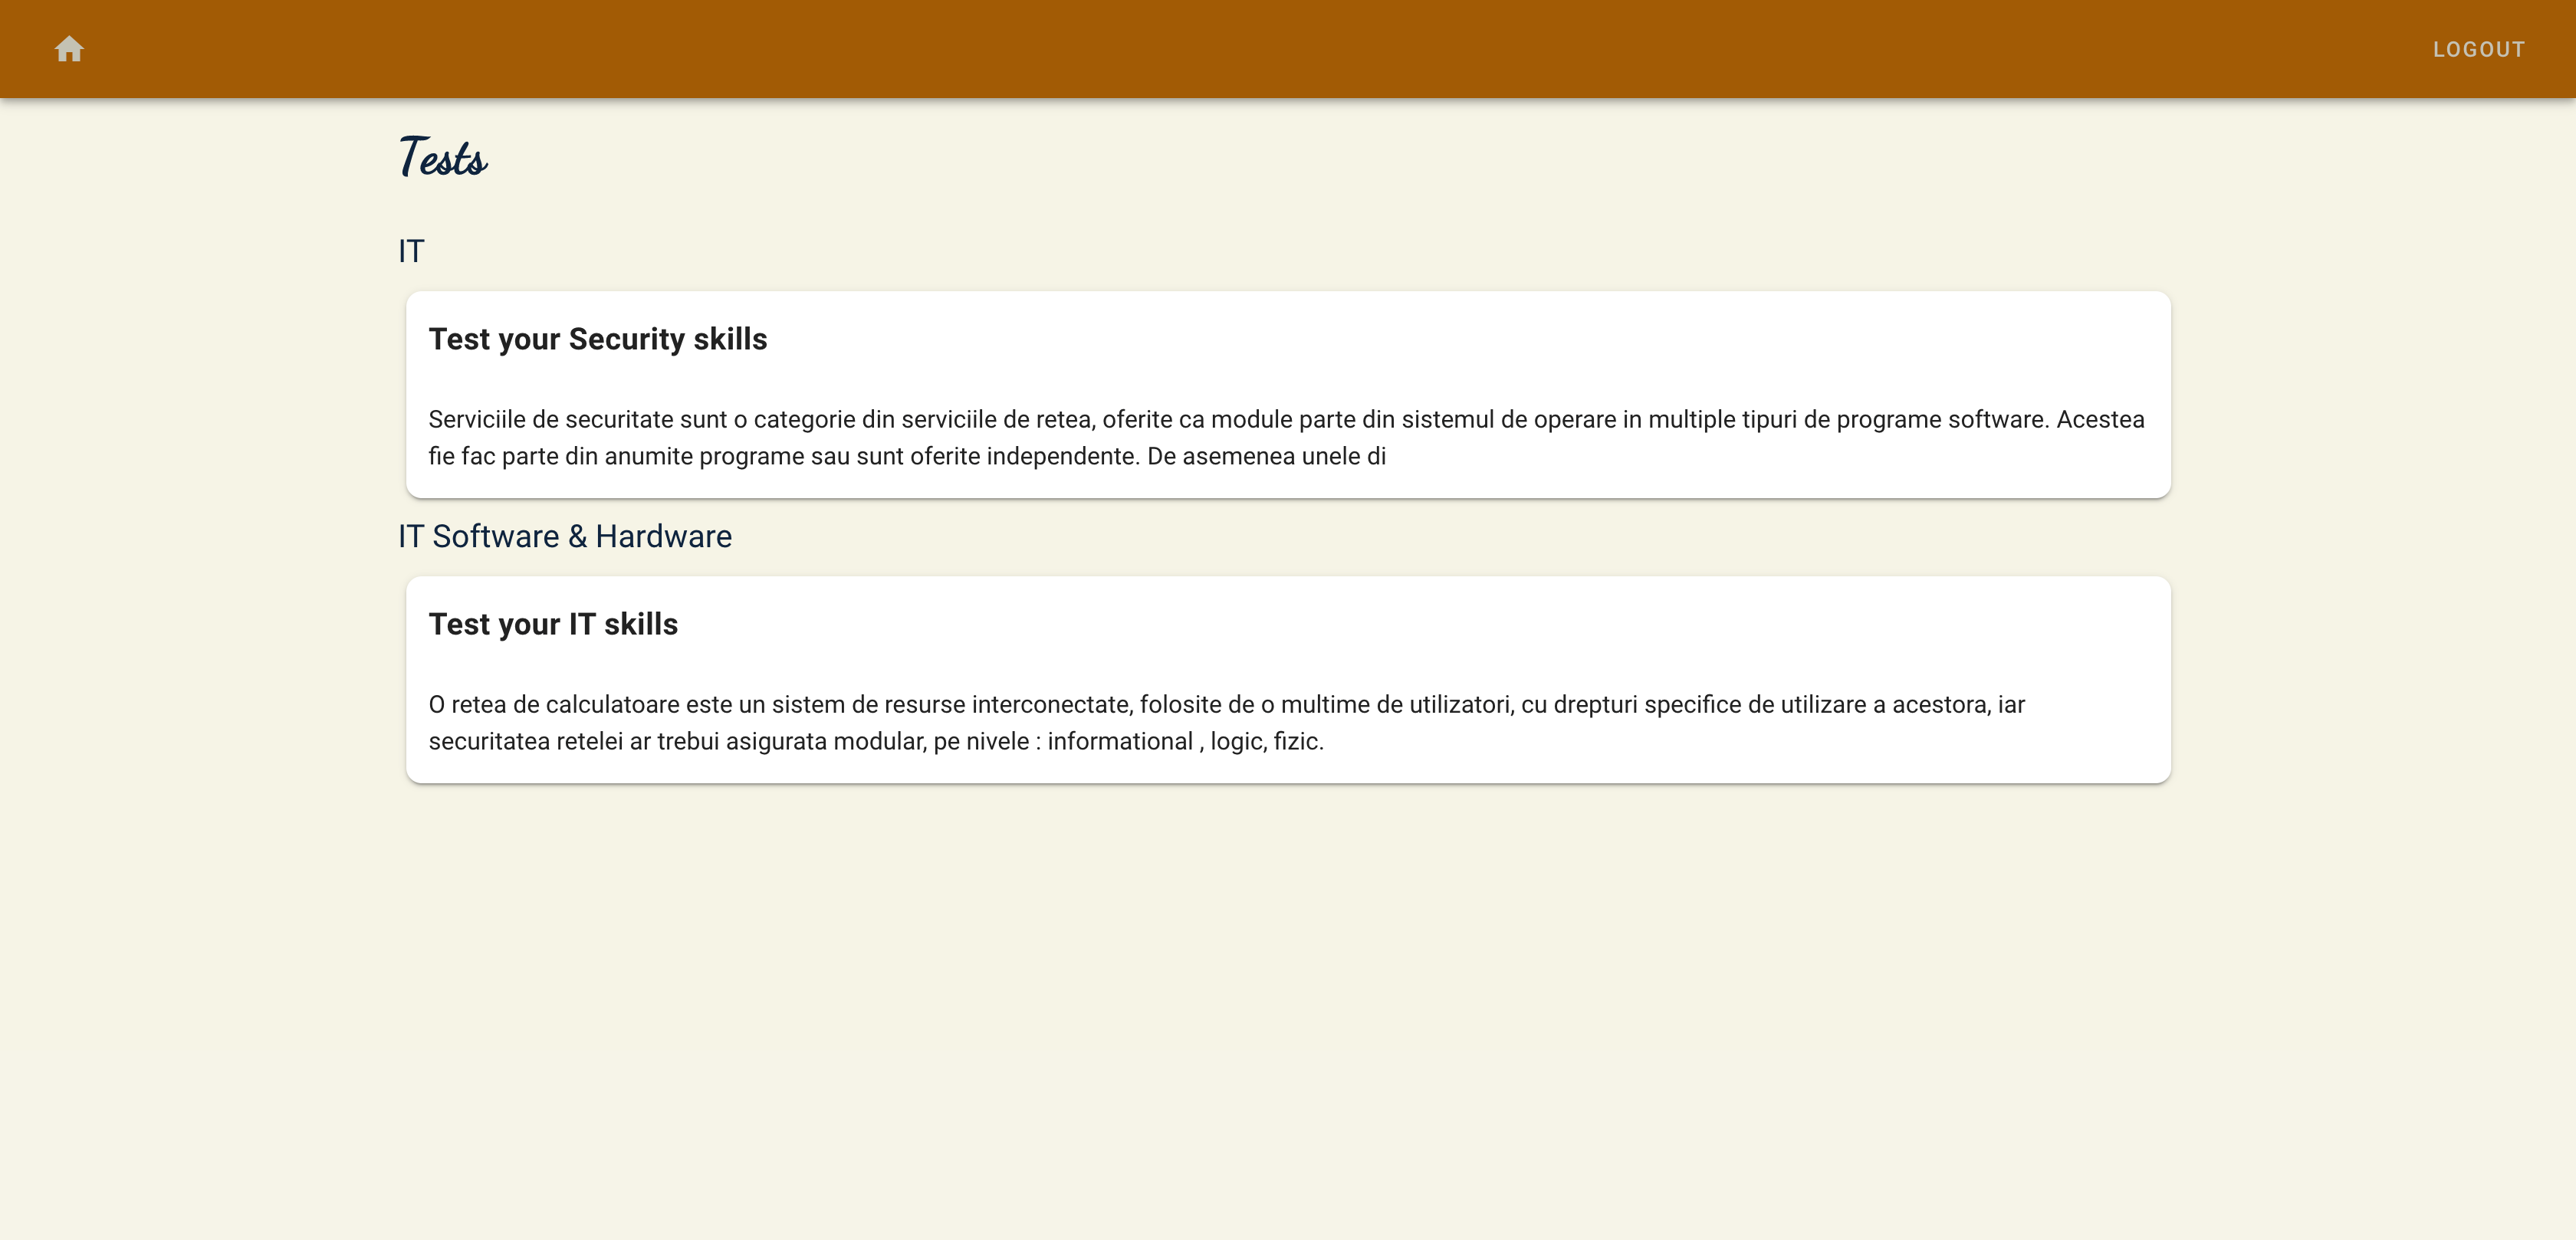 LOGOUT
Tests
IT
Test your Security skills
Serviciile de securitate sunt o categorie din serviciile de retea, oferite ca module parte din sistemul de operare in multiple tipuri de programe software. Acestea
fie fac parte din anumite programe sau sunt oferite independente. De asemenea unele di
IT Software & Hardware
Test your IT skills
O retea de calculatoare este un sistem de resurse interconectate, folosite de o multime de utilizatori, cu drepturi specifice de utilizare a acestora, iar
securitatea retelei ar trebui asigurata modular, pe nivele : informational , logic, fizic.